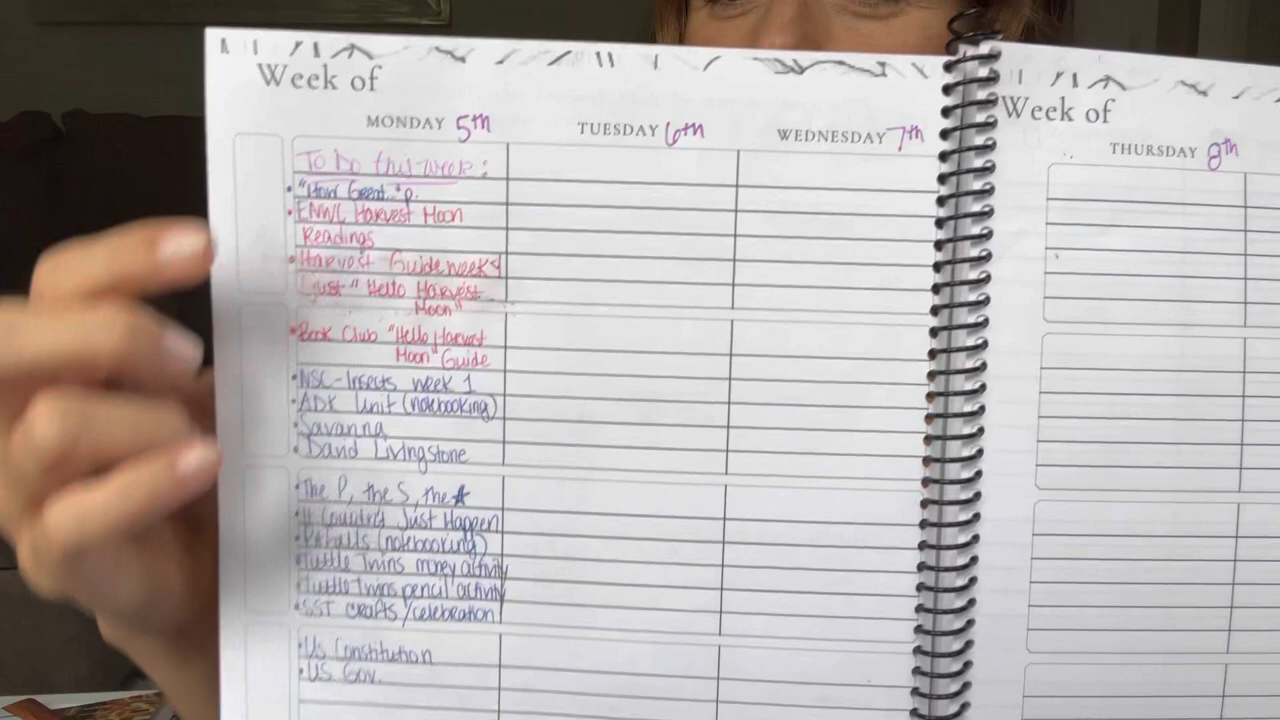 Week of
Week of
MONDAY 5th
TUESDAY 6th
WEDNESDAY 7th
THURSDAY 8th
To Do this week:
• "How Great..." p.
• ENWL Harvest Moon
Readings
• Harvest Guide week
(just "Hello Harvest
Moon"
• Book Club "Hello Harvest
Moon" Guide
• NSC-Insects week 1
• ADK Unit (notebooking)
• Savanna
• David Livingstone
• The P, the S, the
• It Couldn't Just Happen
• Pitfalls (notebooking)
• Tuttle Twins money activity
• Tuttle Twins pencil activity
• SST crafts/celebration
• US Constitution
• US Gov.